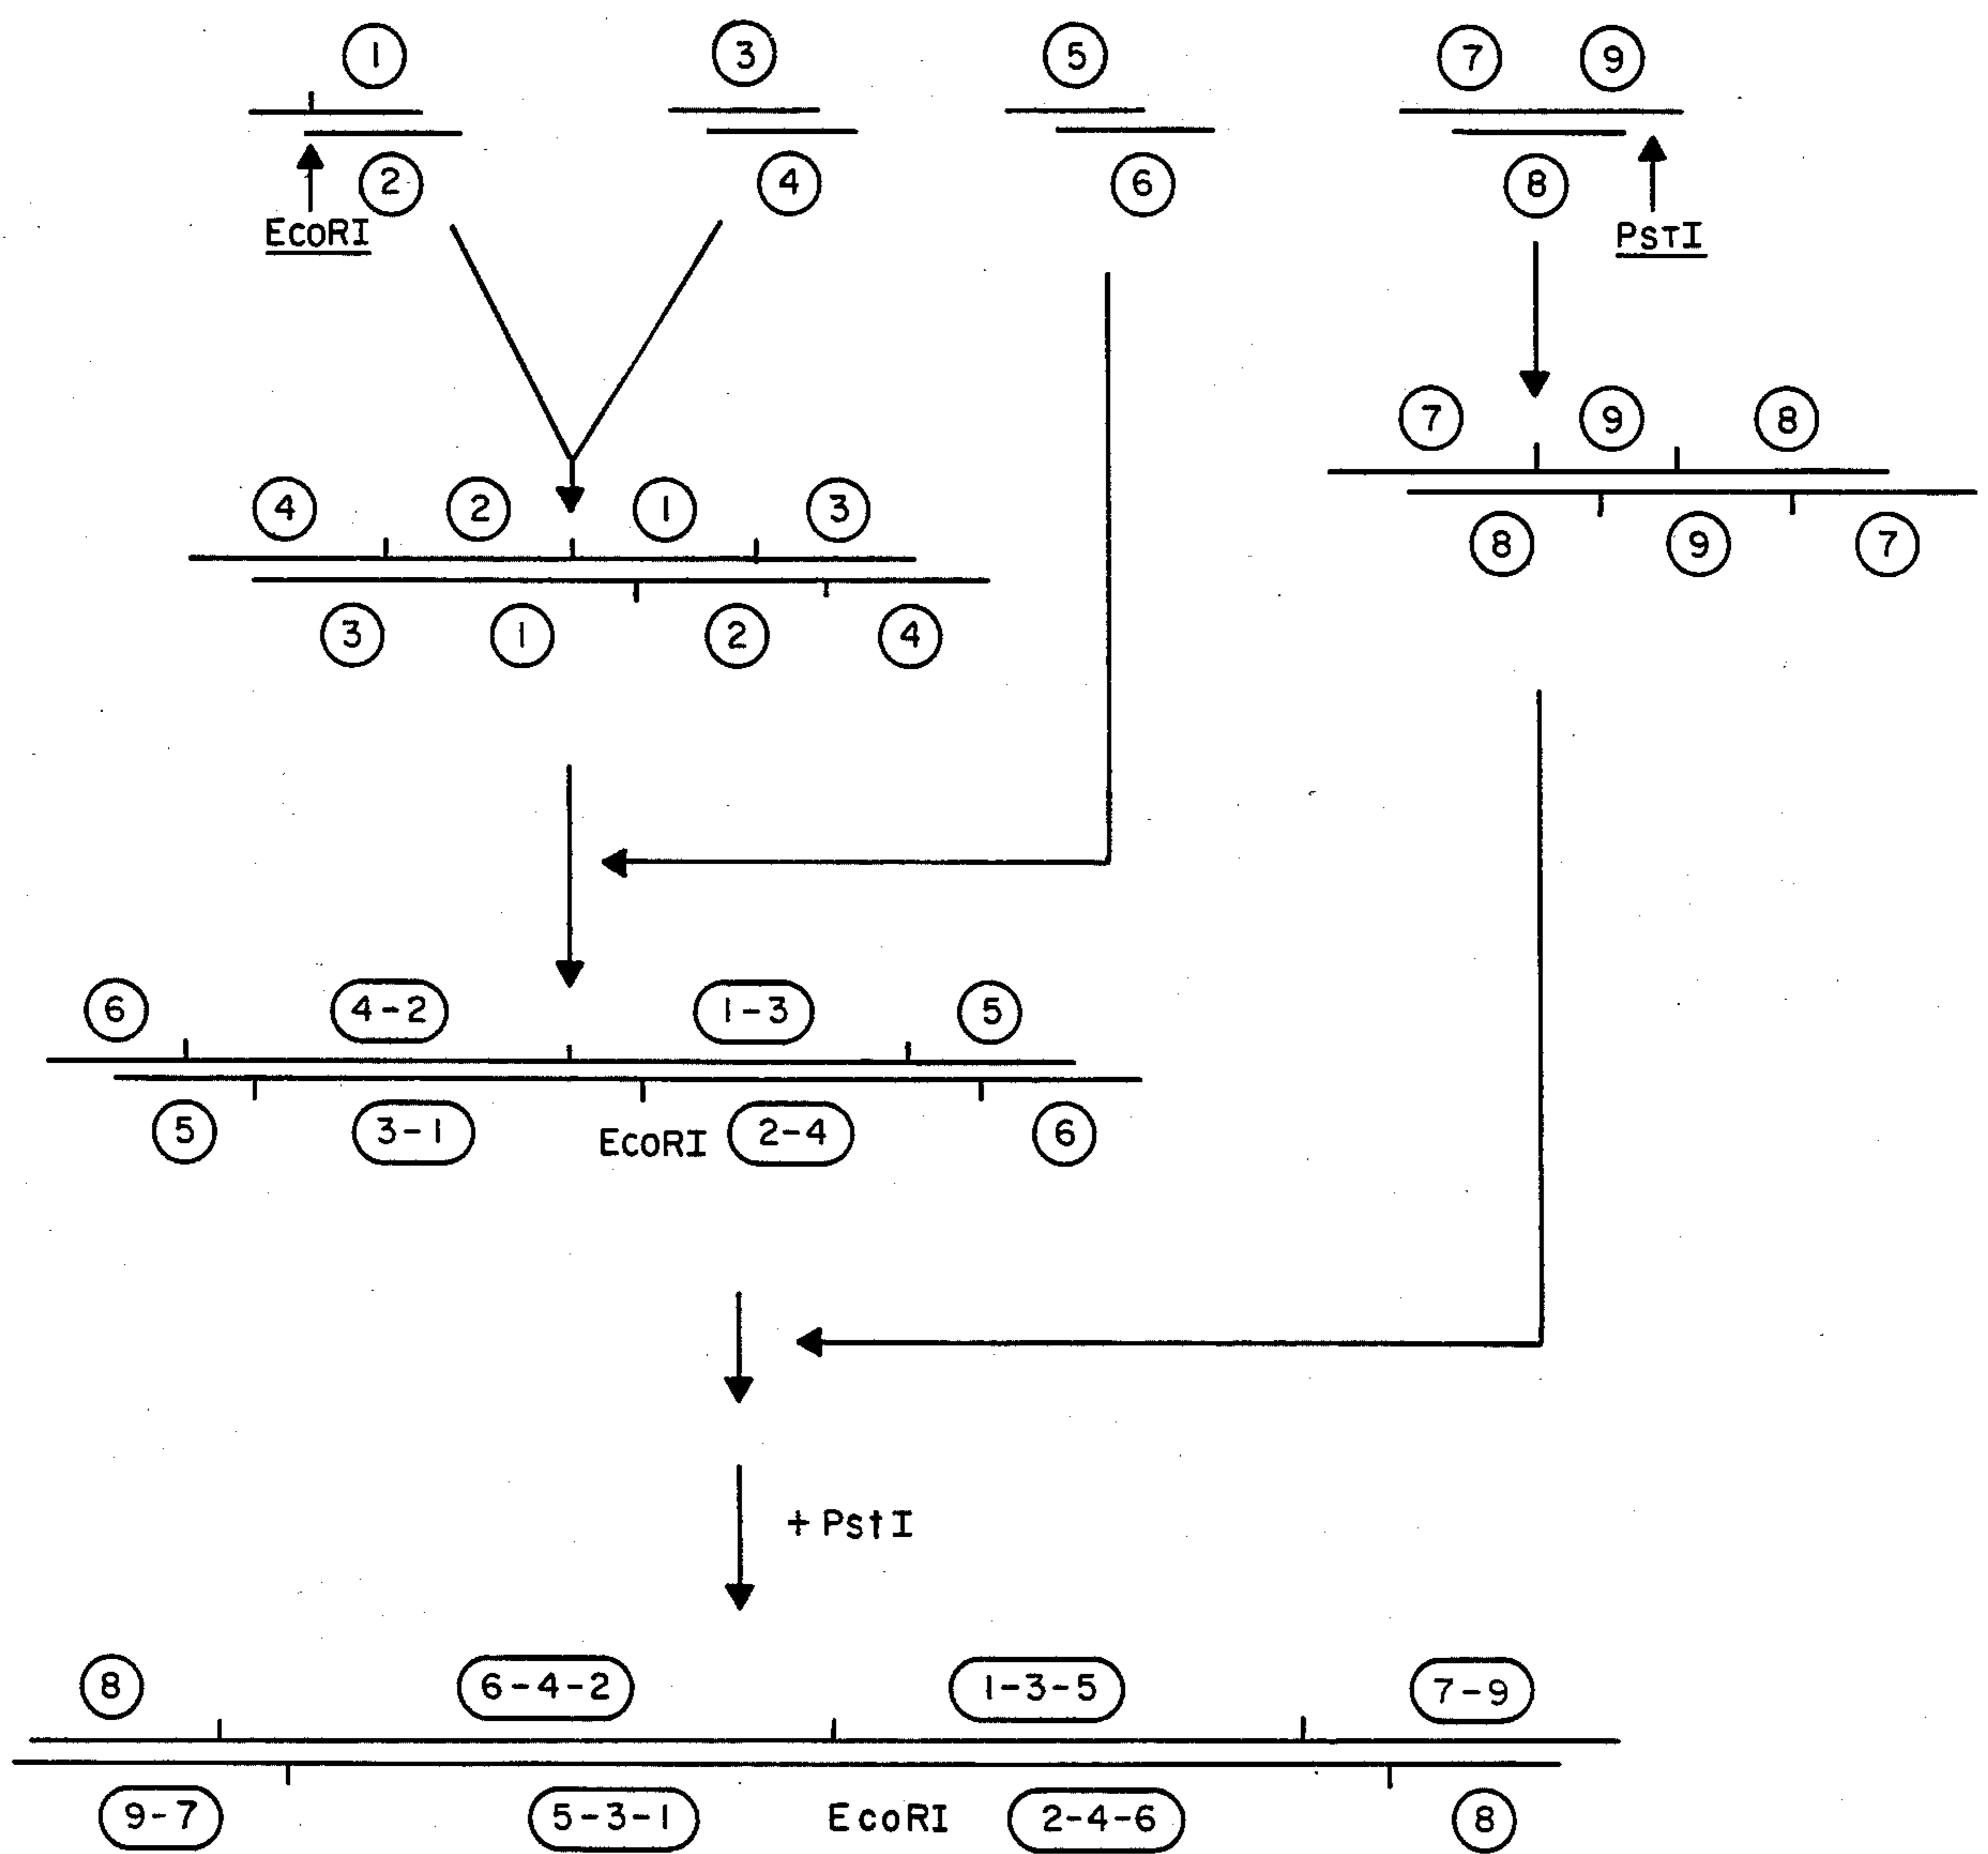 1 3 5 7 9
2 4 6 8
EcoRI PstI
7 9 8
4 2 1 3
8 9 7
3 1 2 4
6 4-2 1-3 5
5 3-1 EcoRI 2-4 6
+ PstI
8 6-4-2 1-3-5 7-9
9-7 5-3-1 EcoRI 2-4-6 8